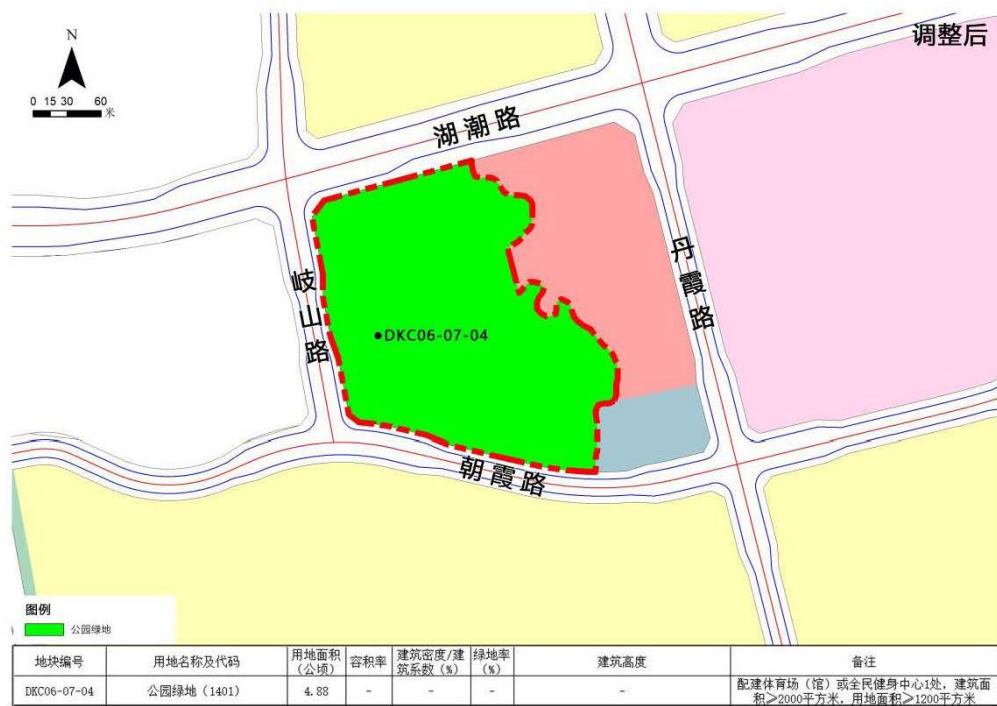 调整后
N
0 15 30 60
米
湖潮路
岐山路
丹霞路
DKC06-07-04
朝霞路
图例
公园绿地
地块编号 用地名称及代码 用地面积（公顷） 容积率 建筑密度/建筑系数（%） 绿地率（%） 建筑高度 备注
DKC06-07-04 公园绿地（1401） 4.88 - - - - 配建体育场（馆）或全民健身中心1处，建筑面积≥2000平方米，用地面积≥1200平方米